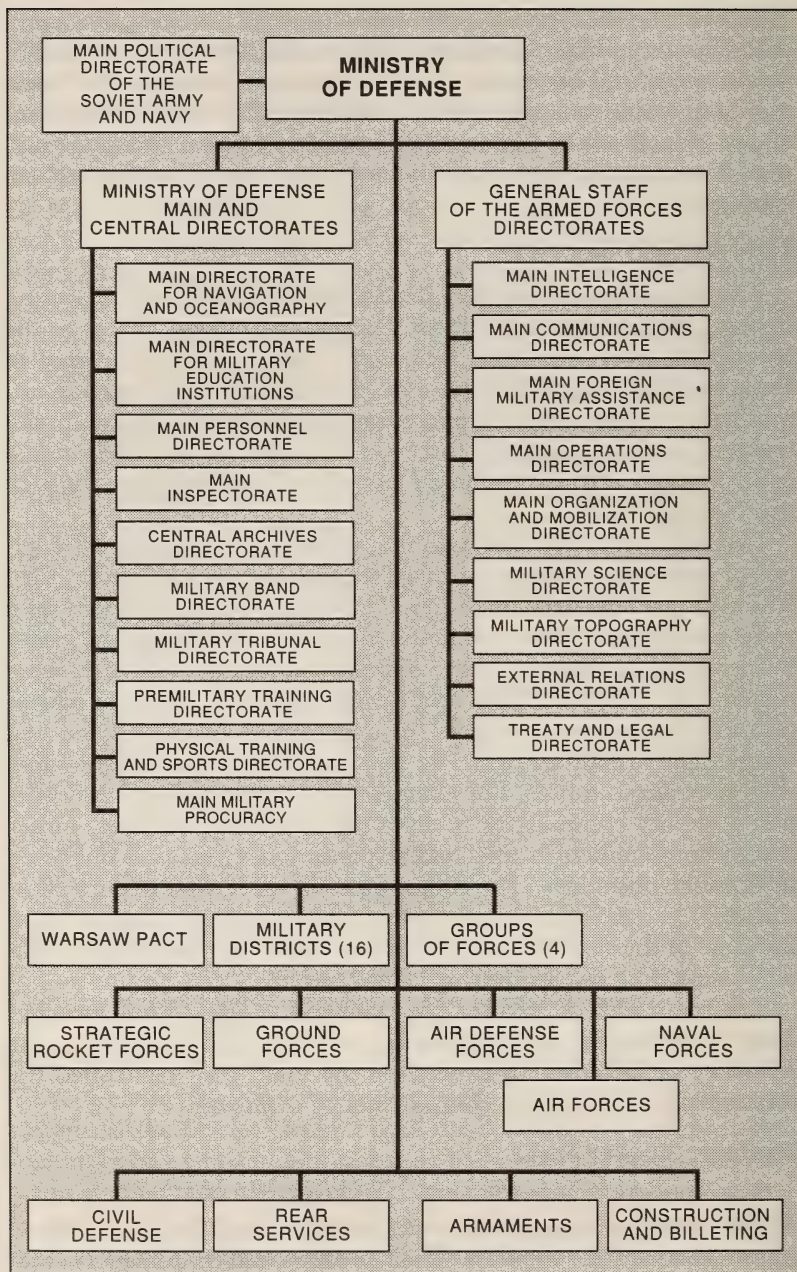 MAIN POLITICAL
DIRECTORATE
OF THE
SOVIET ARMY
AND NAVY
MINISTRY
OF DEFENSE
MINISTRY OF DEFENSE
MAIN AND
CENTRAL DIRECTORATES
MAIN DIRECTORATE
FOR NAVIGATION
AND OCEANOGRAPHY
MAIN DIRECTORATE
FOR MILITARY
EDUCATION
INSTITUTIONS
MAIN PERSONNEL
DIRECTORATE
MAIN
INSPECTORATE
CENTRAL ARCHIVES
DIRECTORATE
MILITARY BAND
DIRECTORATE
MILITARY TRIBUNAL
DIRECTORATE
PREMILITARY TRAINING
DIRECTORATE
PHYSICAL TRAINING
AND SPORTS DIRECTORATE
MAIN MILITARY
PROCURACY
GENERAL STAFF
OF THE ARMED FORCES
DIRECTORATES
MAIN INTELLIGENCE
DIRECTORATE
MAIN COMMUNICATIONS
DIRECTORATE
MAIN FOREIGN
MILITARY ASSISTANCE
DIRECTORATE
MAIN OPERATIONS
DIRECTORATE
MAIN ORGANIZATION
AND MOBILIZATION
DIRECTORATE
MILITARY SCIENCE
DIRECTORATE
MILITARY TOPOGRAPHY
DIRECTORATE
EXTERNAL RELATIONS
DIRECTORATE
TREATY AND LEGAL
DIRECTORATE
WARSAW PACT
MILITARY
DISTRICTS (16)
GROUPS
OF FORCES (4)
STRATEGIC
ROCKET FORCES
GROUND
FORCES
AIR DEFENSE
FORCES
NAVAL
FORCES
AIR FORCES
CIVIL
DEFENSE
REAR
SERVICES
ARMAMENTS
CONSTRUCTION
AND BILLETING